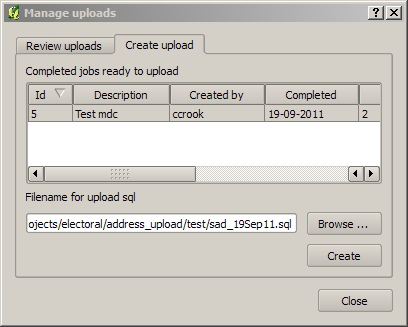 Manage uploads
Review uploads Create upload
Completed jobs ready to upload
Id Description Created by Completed
5 Test mdc ccrook 19-09-2011 2
Filename for upload sql
ojects/electoral/address_upload/test/sad_19Sep11.sql Browse ...
Create
Close